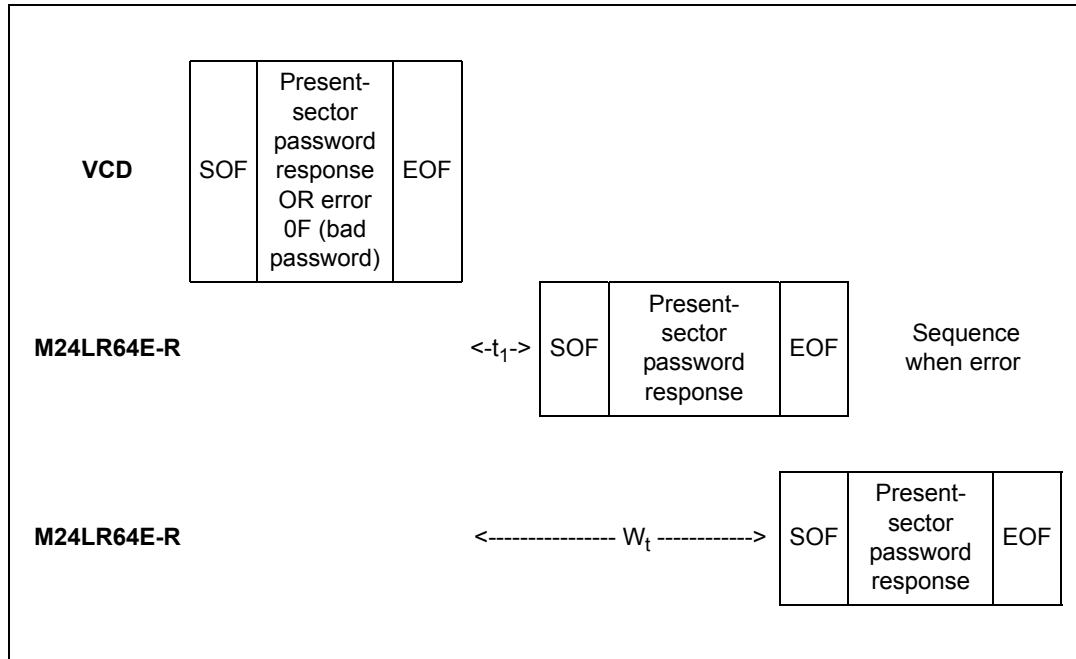 Present-
sector
password
response
OR error
0F (bad
password)
VCD
SOF
EOF
M24LR64E-R
<-t₁->
SOF
Present-
sector
password
response
EOF
Sequence
when error
M24LR64E-R
<---------------- Wₜ ------------>
SOF
Present-
sector
password
response
EOF